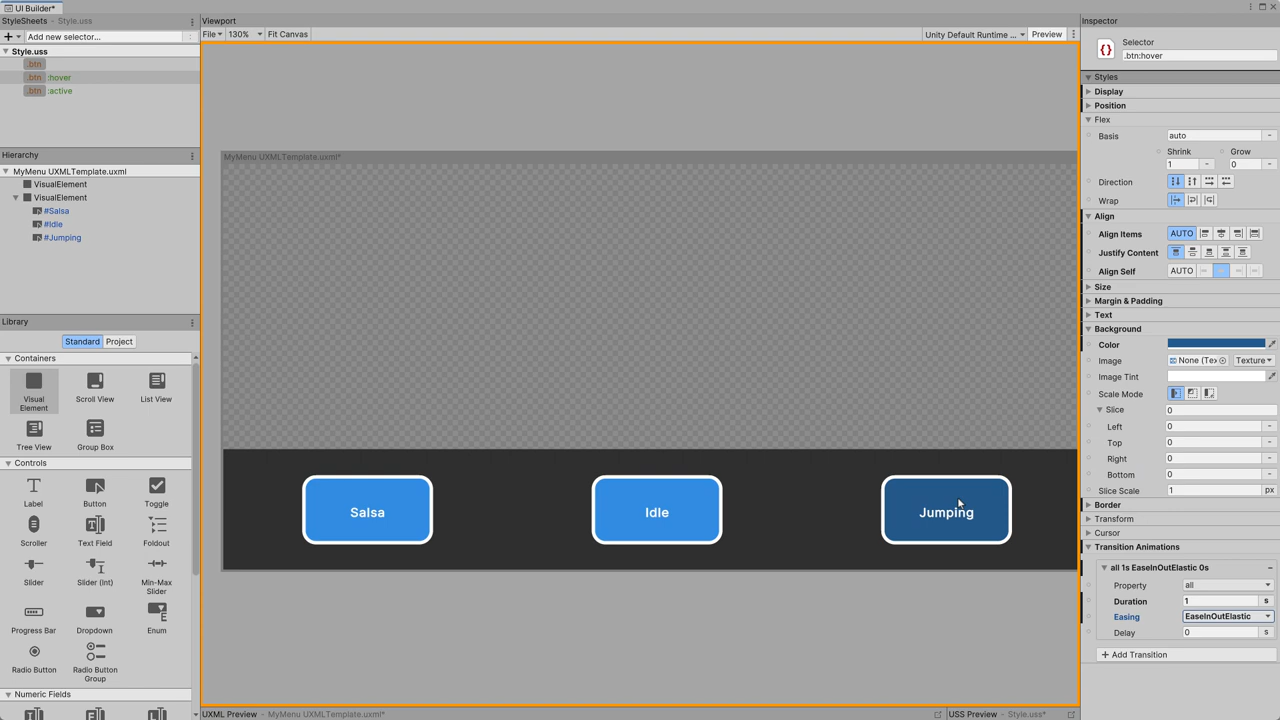 UI Builder*
StyleSheets - Style.uss
Add new selector...
Style.uss
.btn
.btn :hover
.btn :active
Hierarchy
MyMenu UXMLTemplate.uxml*
VisualElement
VisualElement
#Salsa
#Idle
#Jumping
Library
Standard Project
Containers
Visual Element
Scroll View
List View
Tree View
Group Box
Controls
Label
Button
Toggle
Scroller
Text Field
Foldout
Slider
Slider (Int)
Min-Max Slider
Progress Bar
Dropdown
Enum
Radio Button
Radio Button Group
Numeric Fields
Viewport
File 130% Fit Canvas
Unity Default Runtime ... Preview
MyMenu UXMLTemplate.uxml*
Salsa
Idle
Jumping
UXML Preview - MyMenu UXMLTemplate.uxml*
USS Preview - Style.uss*
Inspector
Selector
.btn:hover
Styles
Display
Position
Flex
Basis auto
Shrink Grow
1 0
Direction
Wrap
Align
Align Items AUTO
Justify Content
Align Self AUTO
Size
Margin & Padding
Text
Background
Color
Image None (Tex Texture
Image Tint
Scale Mode
Slice 0
Left 0
Top 0
Right 0
Bottom 0
Slice Scale 1 px
Border
Transform
Cursor
Transition Animations
all 1s EaseInOutElastic 0s
Property all
Duration 1 s
Easing EaseInOutElastic
Delay 0 s
+ Add Transition